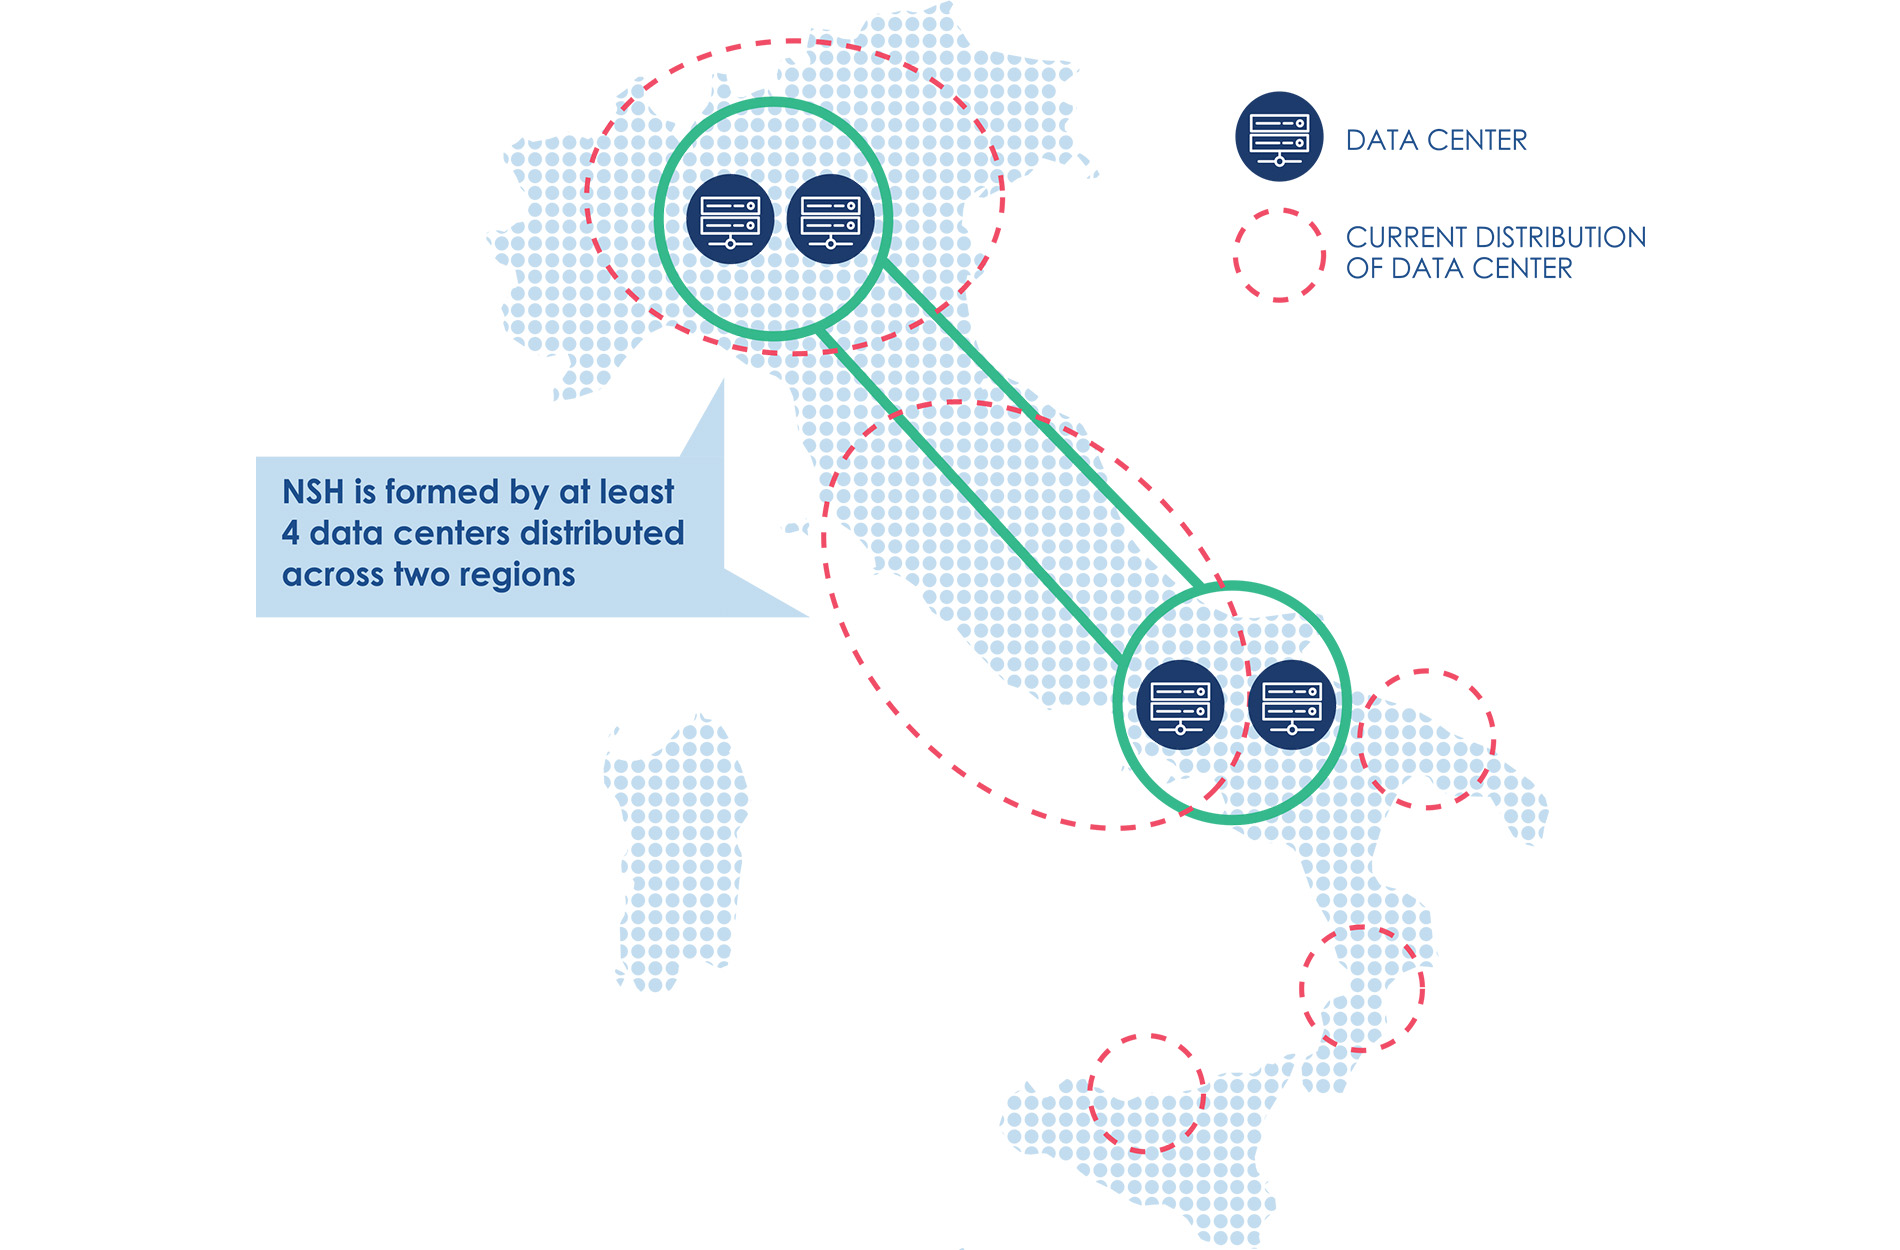 DATA CENTER
CURRENT DISTRIBUTION
OF DATA CENTER
NSH is formed by at least
4 data centers distributed
across two regions